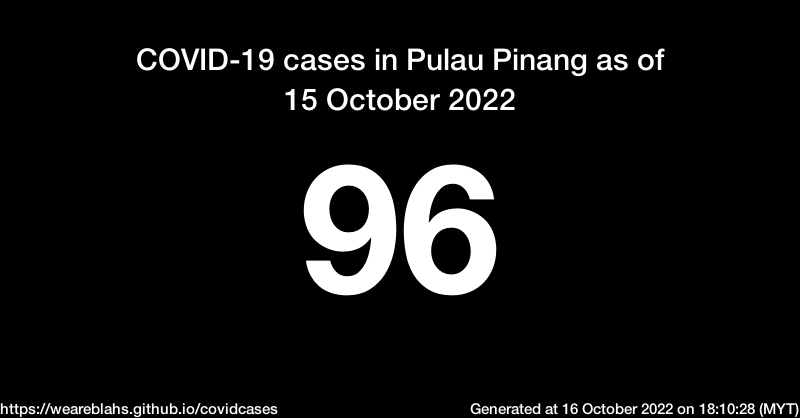 COVID-19 cases in Pulau Pinang as of
15 October 2022
96
https://weareblahs.github.io/covidcases
Generated at 16 October 2022 on 18:10:28 (MYT)